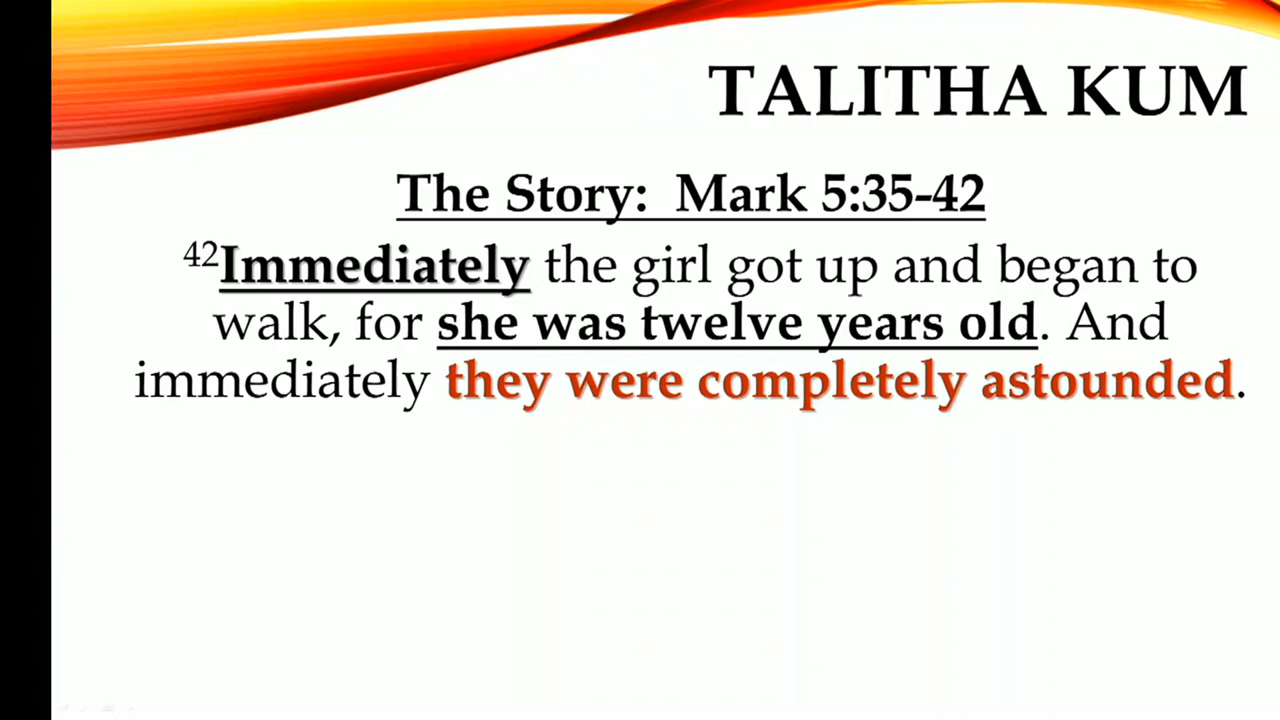 TALITHA KUM
The Story: Mark 5:35-42
42Immediately the girl got up and began to
walk, for she was twelve years old. And
immediately they were completely astounded.